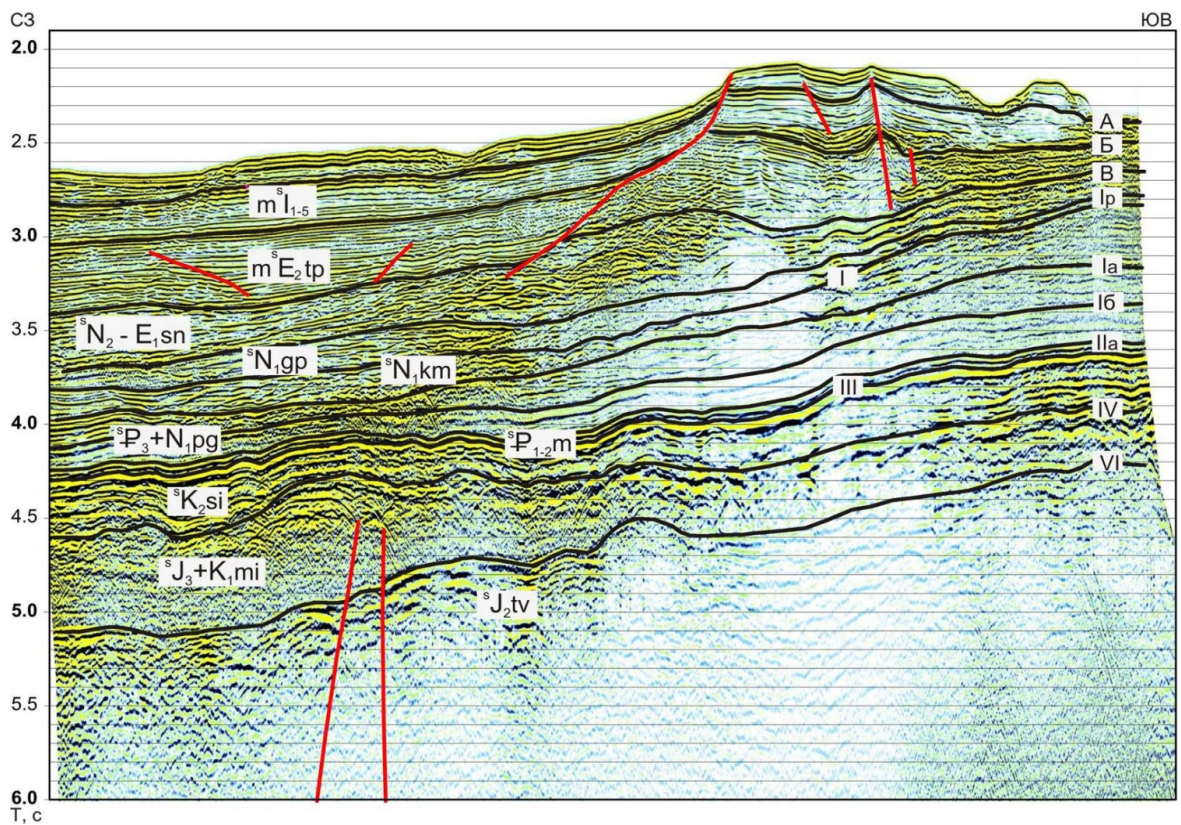 СЗ
ЮВ
2.0
2.5
А
Б
В
m ˢI₁₋₅
Iр
3.0
m ˢE₂tp
I
Iа
ˢN₂ - E₁sn
3.5
Iб
ˢN₁gp
ˢN₁km
IIа
III
4.0
IV
ˢꟼ₃+N₁pg
ˢꟼ₁₋₂m
VI
ˢK₂si
4.5
ˢJ₃+K₁mi
ˢJ₂tv
5.0
5.5
6.0
Т, с